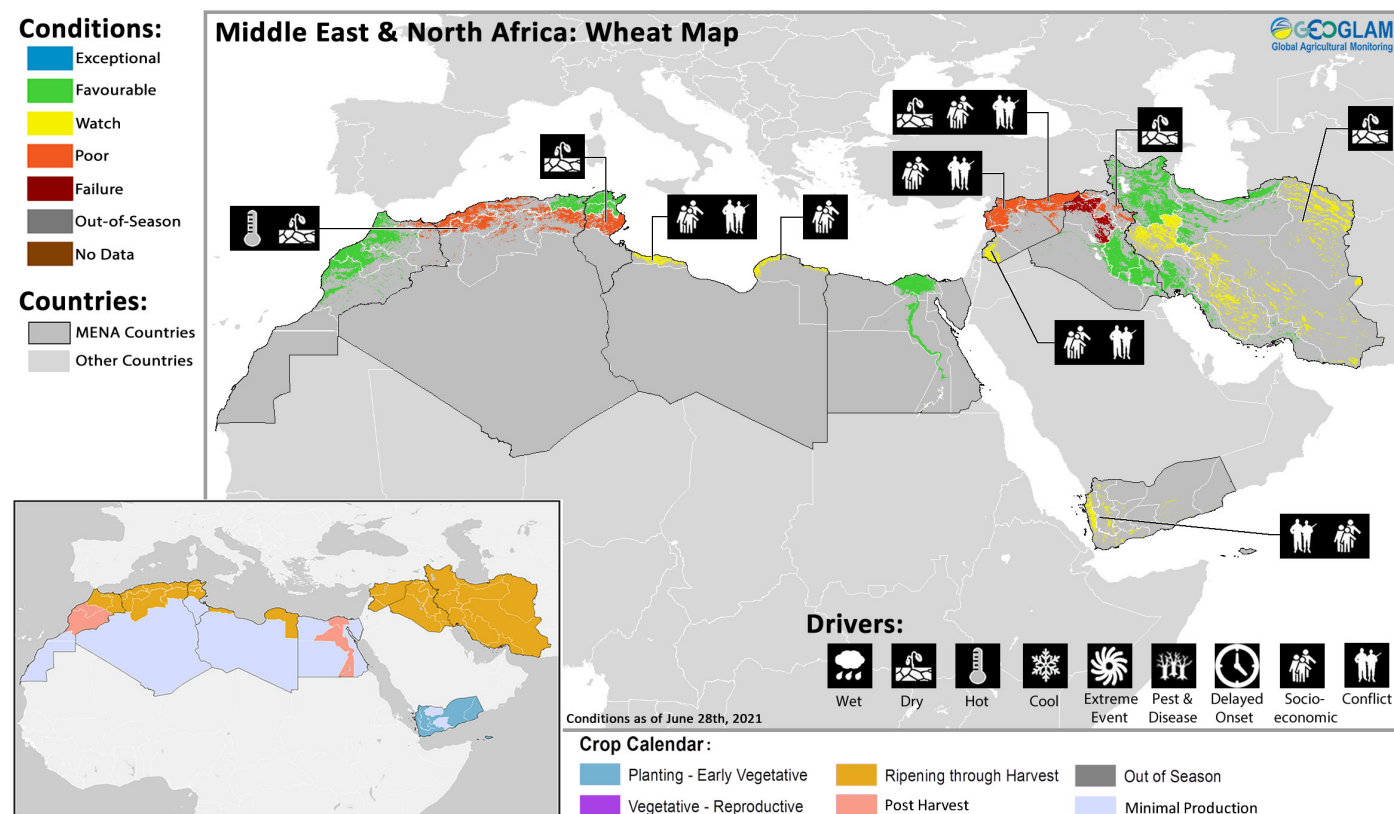 Conditions:
Exceptional
Favourable
Watch
Poor
Failure
Out-of-Season
No Data
Countries:
MENA Countries
Other Countries
Middle East & North Africa: Wheat Map
GEOGLAM
Global Agricultural Monitoring
Drivers:
Wet
Dry
Hot
Cool
Extreme
Event
Pest &
Disease
Delayed
Onset
Socio-
economic
Conflict
Conditions as of June 28th, 2021
Crop Calendar:
Planting - Early Vegetative
Ripening through Harvest
Out of Season
Vegetative - Reproductive
Post Harvest
Minimal Production